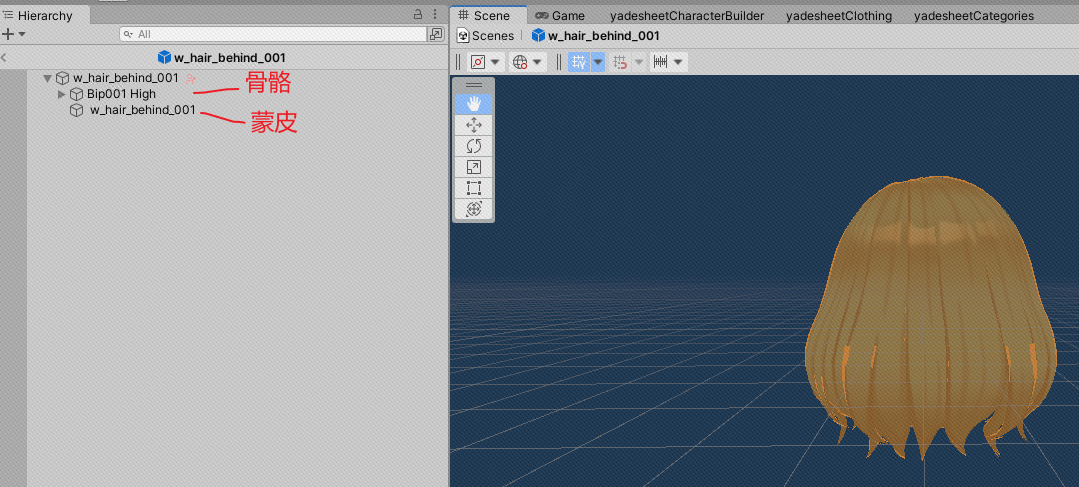 Hierarchy
All
w_hair_behind_001
w_hair_behind_001
Bip001 High
w_hair_behind_001
骨骼
蒙皮
Scene
Game
yadesheetCharacterBuilder
yadesheetClothing
yadesheetCategories
Scenes
w_hair_behind_001